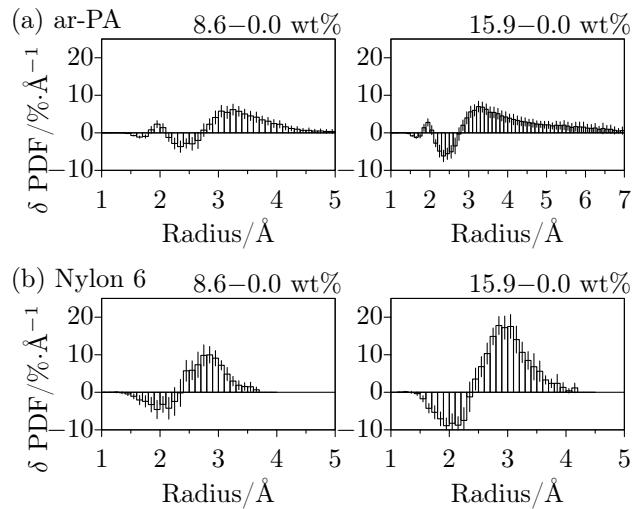 (a) ar-PA
8.6−0.0 wt%
15.9−0.0 wt%
δ PDF/%·Å−1
20
10
0
−10
1 2 3 4 5
Radius/Å
20
10
0
−10
1 2 3 4 5 6 7
Radius/Å
(b) Nylon 6
8.6−0.0 wt%
15.9−0.0 wt%
δ PDF/%·Å−1
20
10
0
−10
1 2 3 4 5
Radius/Å
20
10
0
−10
1 2 3 4 5
Radius/Å